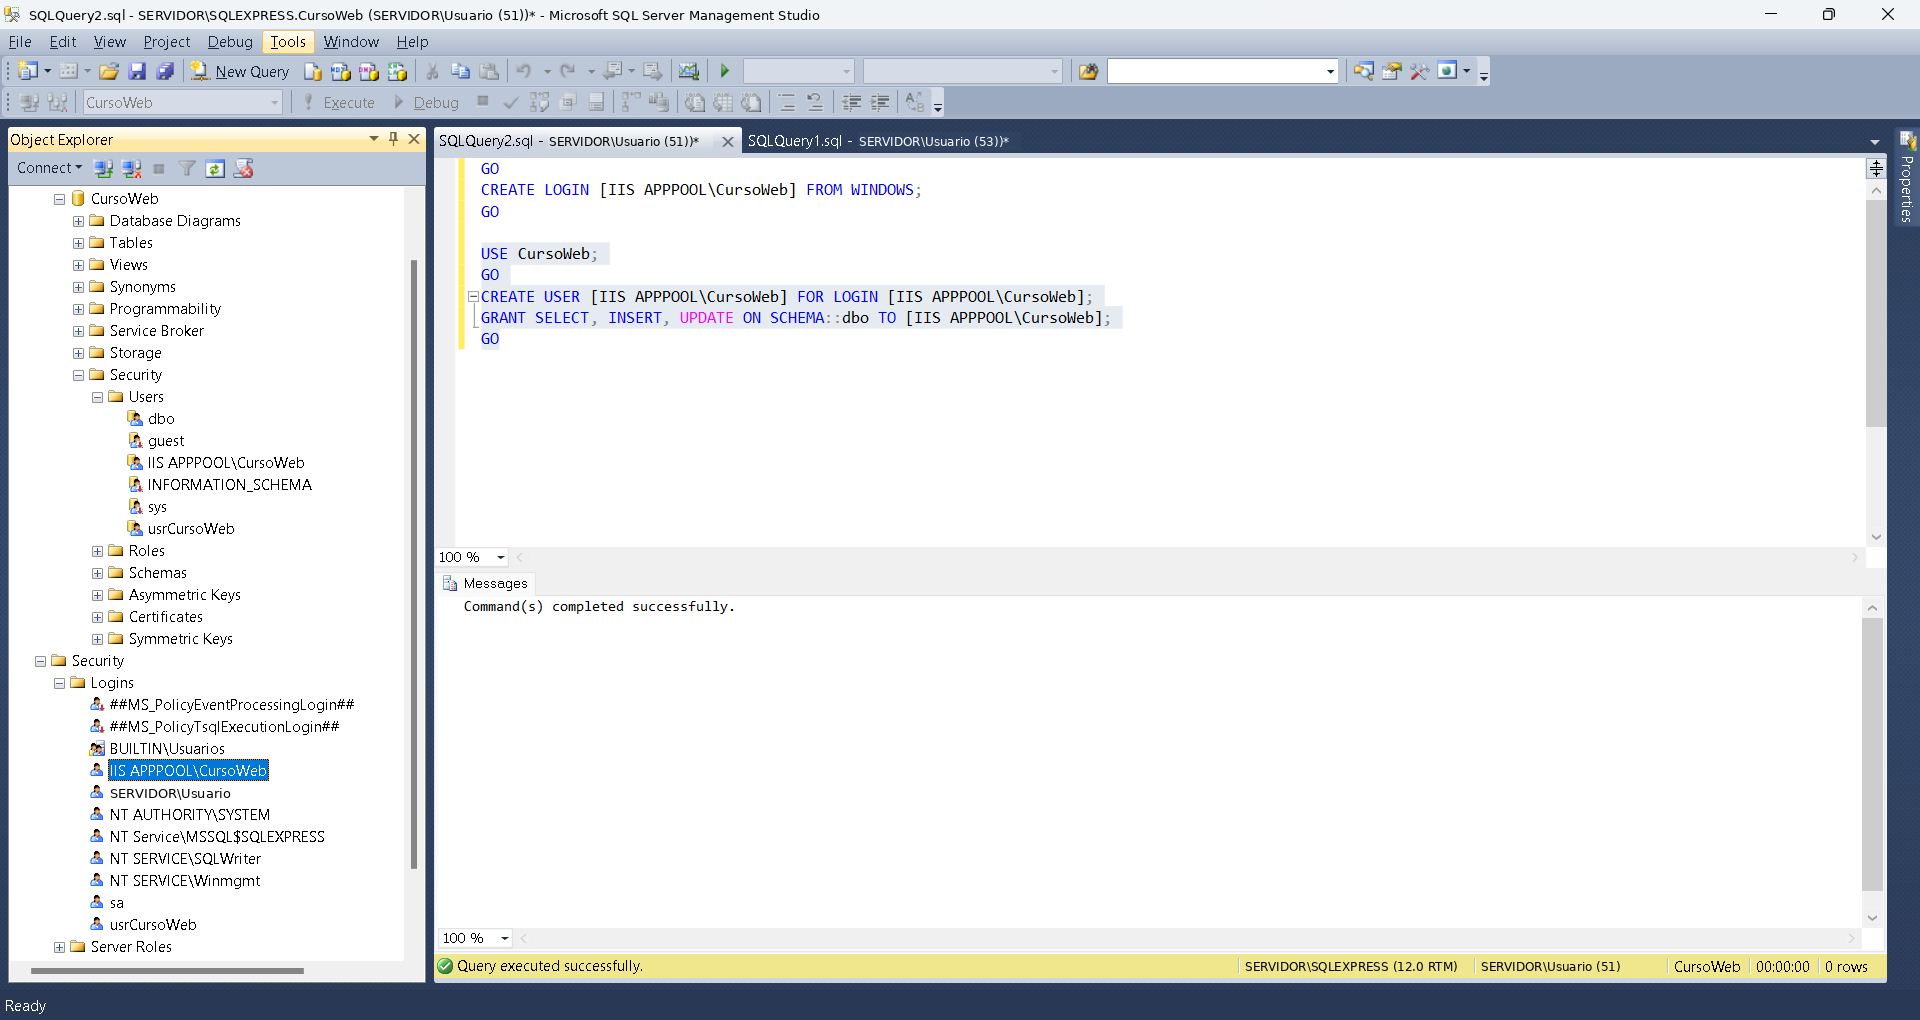 SQLQuery2.sql - SERVIDOR\SQLEXPRESS.CursoWeb (SERVIDOR\Usuario (51))* - Microsoft SQL Server Management Studio
File Edit View Project Debug Tools Window Help
New Query
CursoWeb Execute Debug
Object Explorer
Connect
CursoWeb
Database Diagrams
Tables
Views
Synonyms
Programmability
Service Broker
Storage
Security
Users
dbo
guest
IIS APPPOOL\CursoWeb
INFORMATION_SCHEMA
sys
usrCursoWeb
Roles
Schemas
Asymmetric Keys
Certificates
Symmetric Keys
Security
Logins
##MS_PolicyEventProcessingLogin##
##MS_PolicyTsqlExecutionLogin##
BUILTIN\Usuarios
IIS APPPOOL\CursoWeb
SERVIDOR\Usuario
NT AUTHORITY\SYSTEM
NT Service\MSSQL$SQLEXPRESS
NT SERVICE\SQLWriter
NT SERVICE\Winmgmt
sa
usrCursoWeb
Server Roles
SQLQuery2.sql - SERVIDOR\Usuario (51))* SQLQuery1.sql - SERVIDOR\Usuario (53))*
GO
CREATE LOGIN [IIS APPPOOL\CursoWeb] FROM WINDOWS;
GO
USE CursoWeb;
GO
CREATE USER [IIS APPPOOL\CursoWeb] FOR LOGIN [IIS APPPOOL\CursoWeb];
GRANT SELECT, INSERT, UPDATE ON SCHEMA::dbo TO [IIS APPPOOL\CursoWeb];
GO
100 %
Messages
Command(s) completed successfully.
100 %
Query executed successfully. SERVIDOR\SQLEXPRESS (12.0 RTM) SERVIDOR\Usuario (51) CursoWeb 00:00:00 0 rows
Properties
Ready